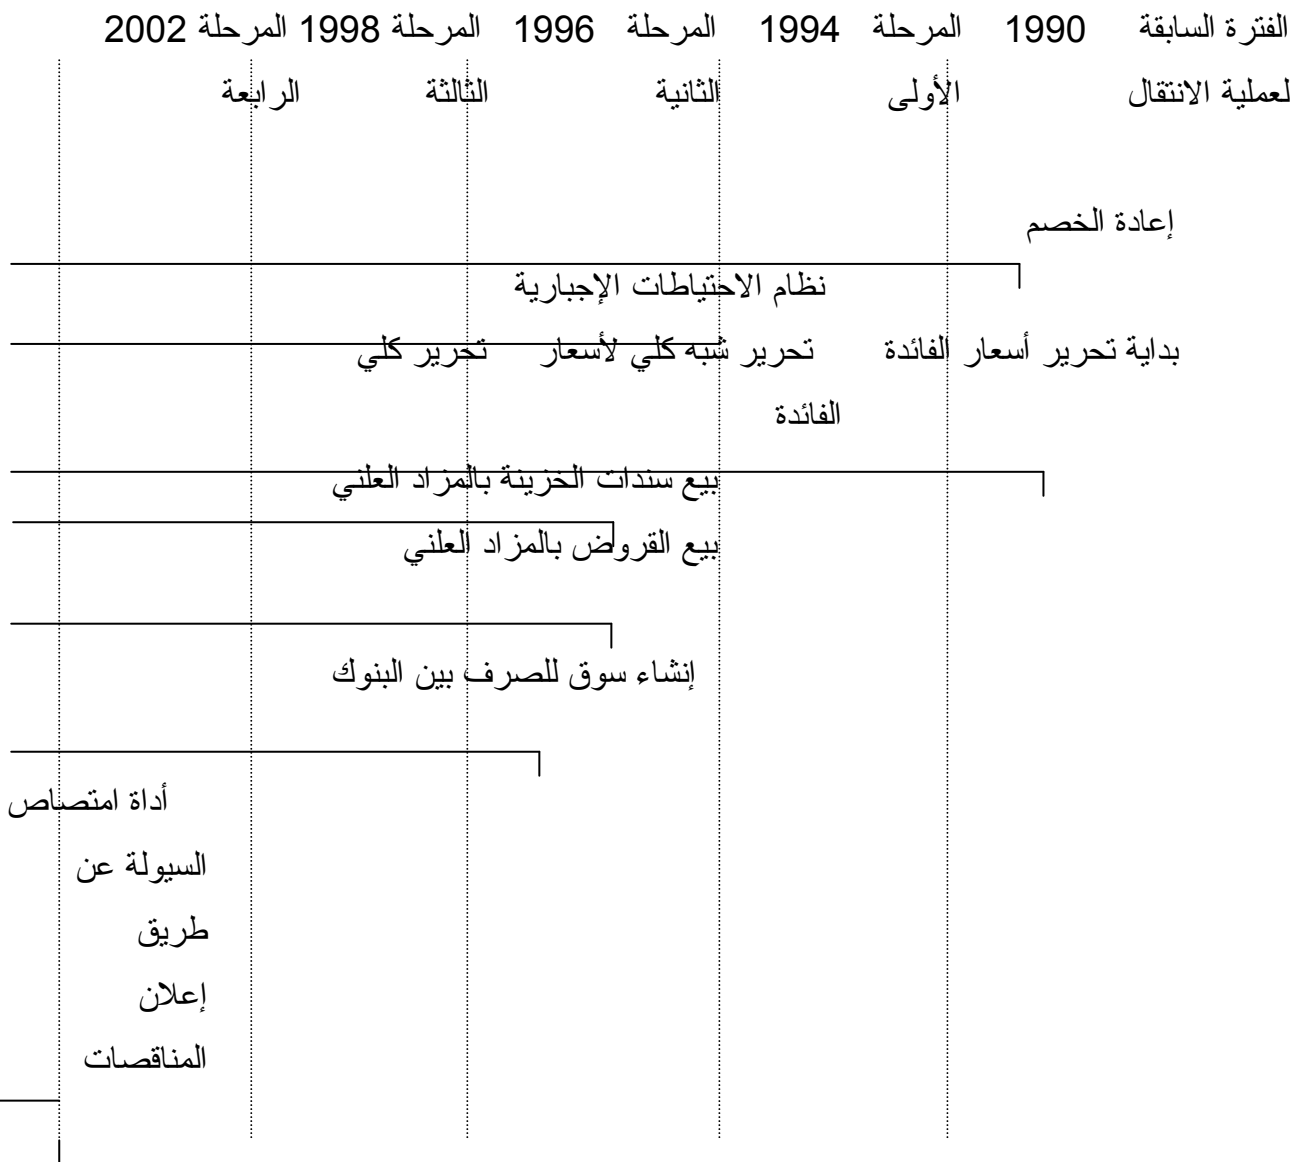 الفترة السابقة 1990 المرحلة 1994 المرحلة 1996 المرحلة 1998 المرحلة 2002
لعملية الانتقال الأولى الثانية الثالثة الرابعة
إعادة الخصم
نظام الاحتياطات الإجبارية
بداية تحرير أسعار الفائدة تحرير شبه كلي لأسعار تحرير كلي
الفائدة
بيع سندات الخزينة بالمزاد العلني
بيع القروض بالمزاد العلني
إنشاء سوق للصرف بين البنوك
أداة امتصاص
السيولة عن
طريق
إعلان
المناقصات